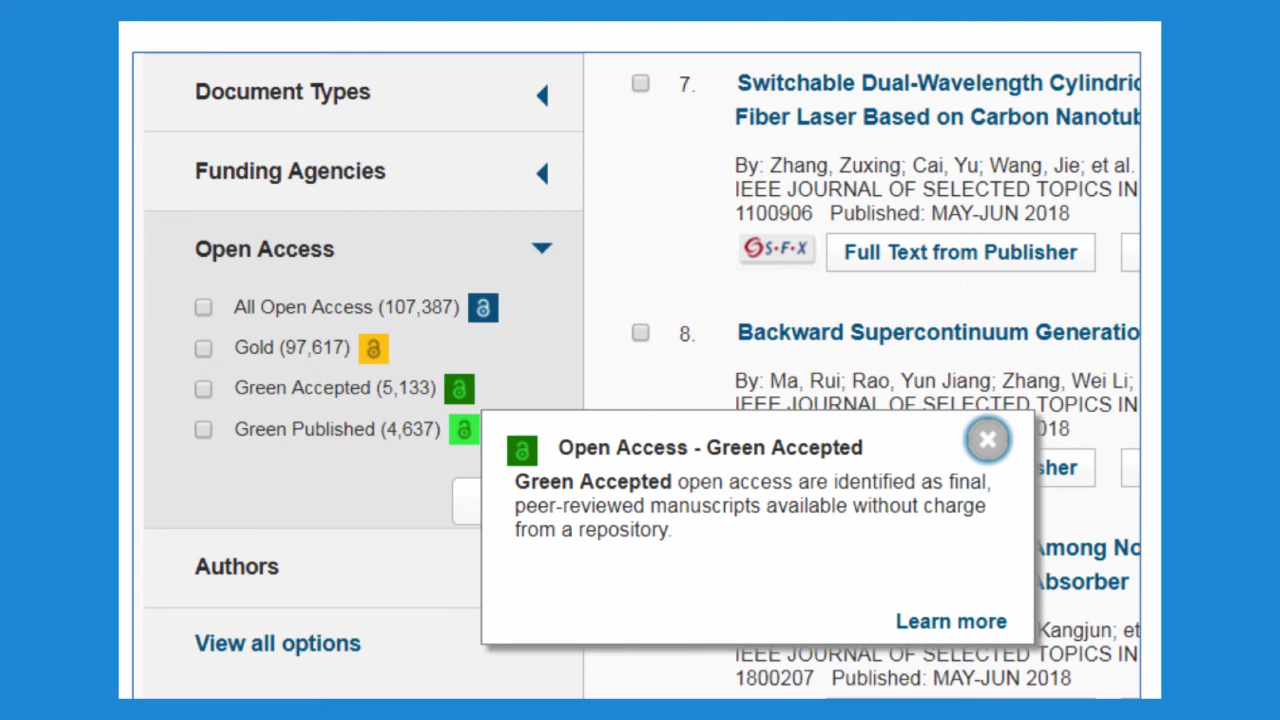 Document Types
Funding Agencies
Open Access
All Open Access (107,387)
Gold (97,617)
Green Accepted (5,133)
Green Published (4,637)
Authors
View all options
7.
Switchable Dual-Wavelength
Fiber Laser Based on Carbon
By: Zhang, Zuxing; Cai, Yu; Wang, Jie; et al.
IEEE JOURNAL OF SELECTED TOPICS IN
1100906 Published: MAY-JUN 2018
S·F·X
Full Text from Publisher
8.
Backward Supercontinuum
By: Ma, Rui; Rao, Yun Jiang; Zhang, Wei Li;
IEEE JOURNAL OF SELECTED TOPICS IN
Open Access - Green Accepted
Green Accepted open access are identified as final,
peer-reviewed manuscripts available without charge
from a repository.
Learn more
Among
Absorber
Kangjun; et
IEEE JOURNAL OF SELECTED TOPICS IN
1800207 Published: MAY-JUN 2018